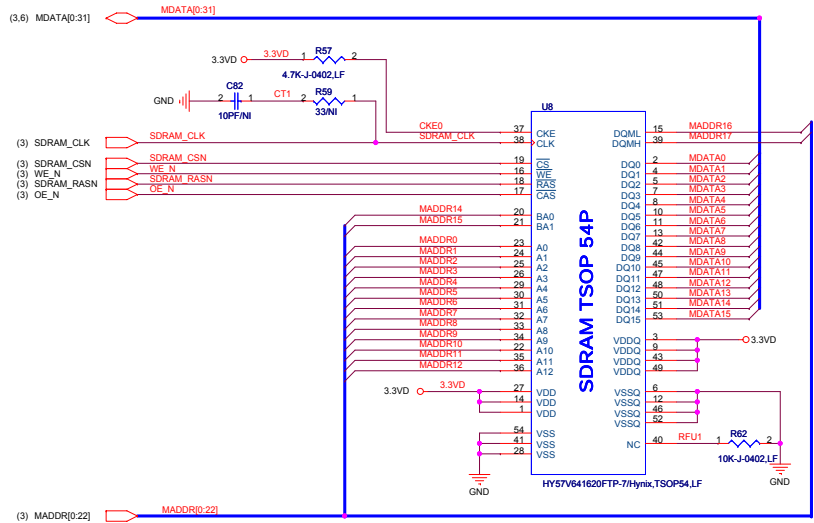 (3,6) MDATA[0:31] MDATA[0:31]
3.3VD 3.3VD 1 R57 2
4.7K-J-0402,LF
GND 2 C82 1 CT1 2 R59
10PF/NI 33/NI
U8
CKE0 37 CKE DQML 15 MADDR16
(3) SDRAM_CLK SDRAM_CLK SDRAM_CLK 38 CLK DQMH 39 MADDR17
(3) SDRAM_CSN SDRAM_CSN 19 CS DQ0 2 MDATA0
(3) WE_N WE_N 16 WE DQ1 4 MDATA1
(3) SDRAM_RASN SDRAM_RASN 18 RAS DQ2 5 MDATA2
(3) OE_N OE_N 17 CAS DQ3 7 MDATA3
DQ4 8 MDATA4
MADDR14 20 BA0 DQ5 10 MDATA5
MADDR15 21 BA1 DQ6 11 MDATA6
DQ7 13 MDATA7
MADDR0 23 A0 DQ8 42 MDATA8
MADDR1 24 A1 DQ9 44 MDATA9
MADDR2 25 A2 DQ10 45 MDATA10
MADDR3 26 A3 DQ11 47 MDATA11
MADDR4 29 A4 DQ12 48 MDATA12
MADDR5 30 A5 DQ13 50 MDATA13
MADDR6 31 A6 DQ14 51 MDATA14
MADDR7 32 A7 DQ15 53 MDATA15
MADDR8 33 A8
MADDR9 34 A9 VDDQ 3 3.3VD
MADDR10 22 A10 VDDQ 9
MADDR11 35 A11 VDDQ 43
MADDR12 36 A12 VDDQ 49
SDRAM TSOP 54P
3.3VD 3.3VD 27 VDD VSSQ 6
14 VDD VSSQ 12
1 VDD VSSQ 46
VSSQ 52
54 VSS
41 VSS NC 40 RFU1 1 R62 2
28 VSS 10K-J-0402,LF
GND GND
HY57V641620FTP-7/Hynix,TSOP54,LF
(3) MADDR[0:22] MADDR[0:22]